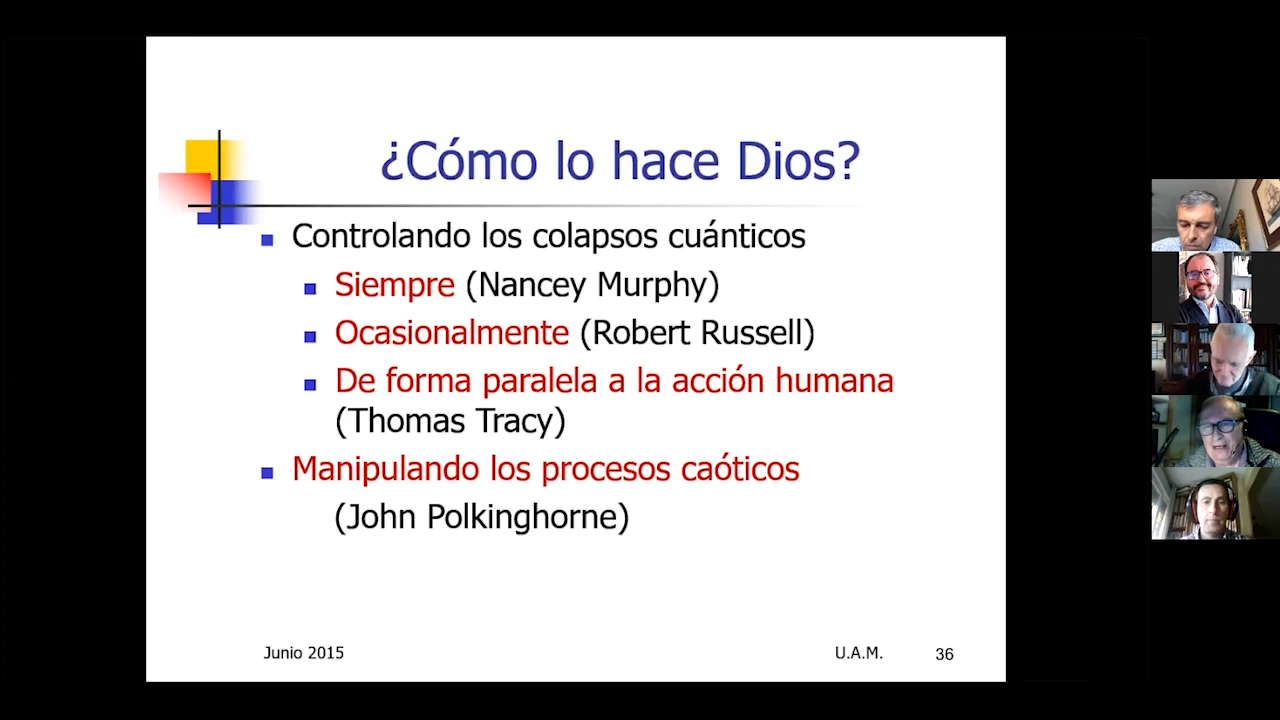 ¿Cómo lo hace Dios?
Controlando los colapsos cuánticos
Siempre (Nancey Murphy)
Ocasionalmente (Robert Russell)
De forma paralela a la acción humana
(Thomas Tracy)
Manipulando los procesos caóticos
(John Polkinghorne)
Junio 2015 U.A.M. 36